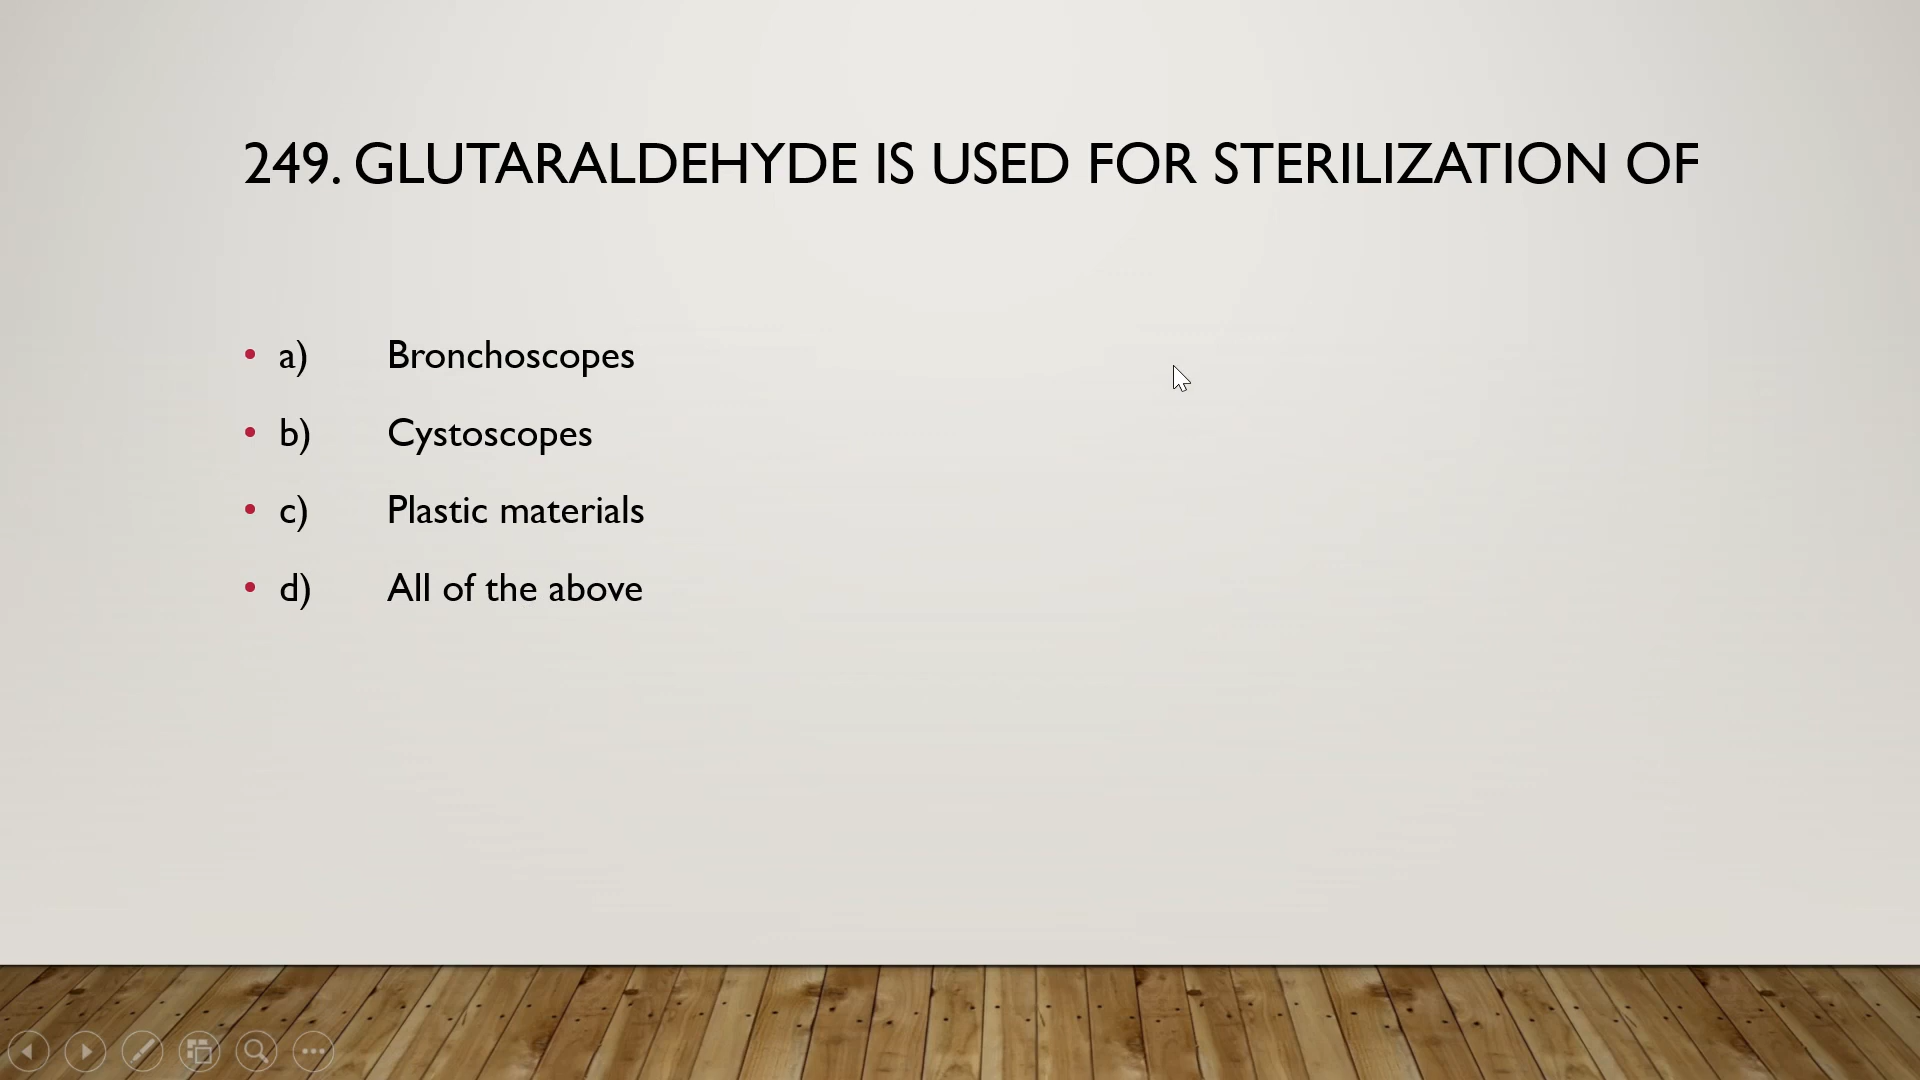 249. GLUTARALDEHYDE IS USED FOR STERILIZATION OF
• a) Bronchoscopes
• b) Cystoscopes
• c) Plastic materials
• d) All of the above